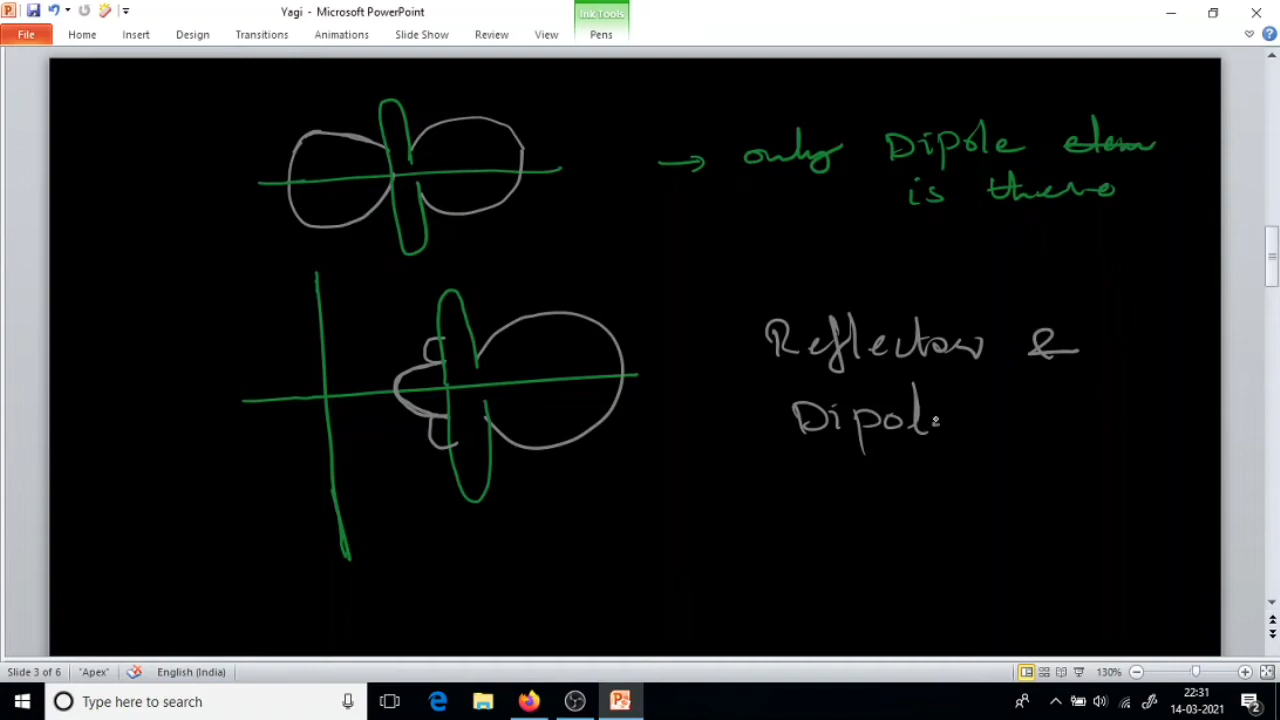 Yagi - Microsoft PowerPoint
Ink Tools
File Home Insert Design Transitions Animations Slide Show Review View Pens
→ only Dipole elem
is there
Reflector &
Dipol
Slide 3 of 6 "Apex" English (India) 130%
Type here to search
22:31
14-03-2021
2